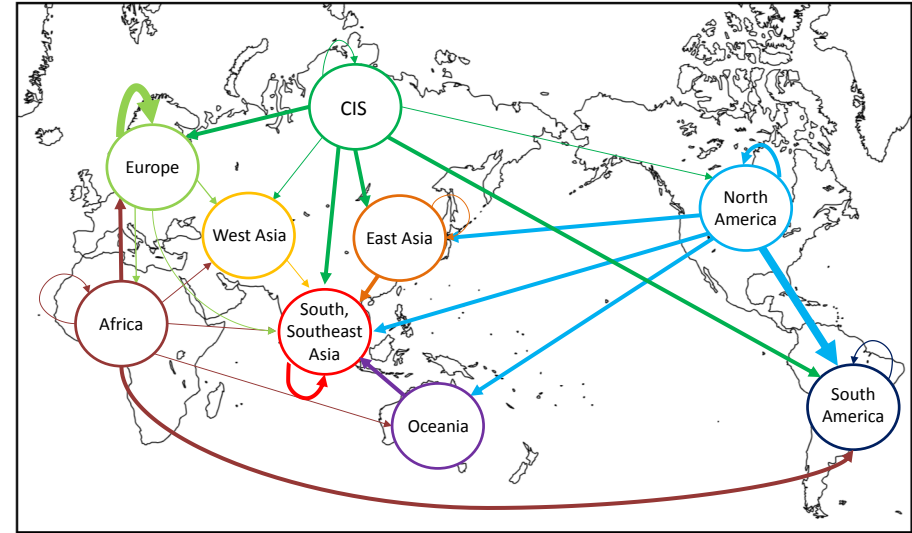 CIS
Europe
North
America
West Asia
East Asia
Africa
South,
Southeast
Asia
South
America
Oceania